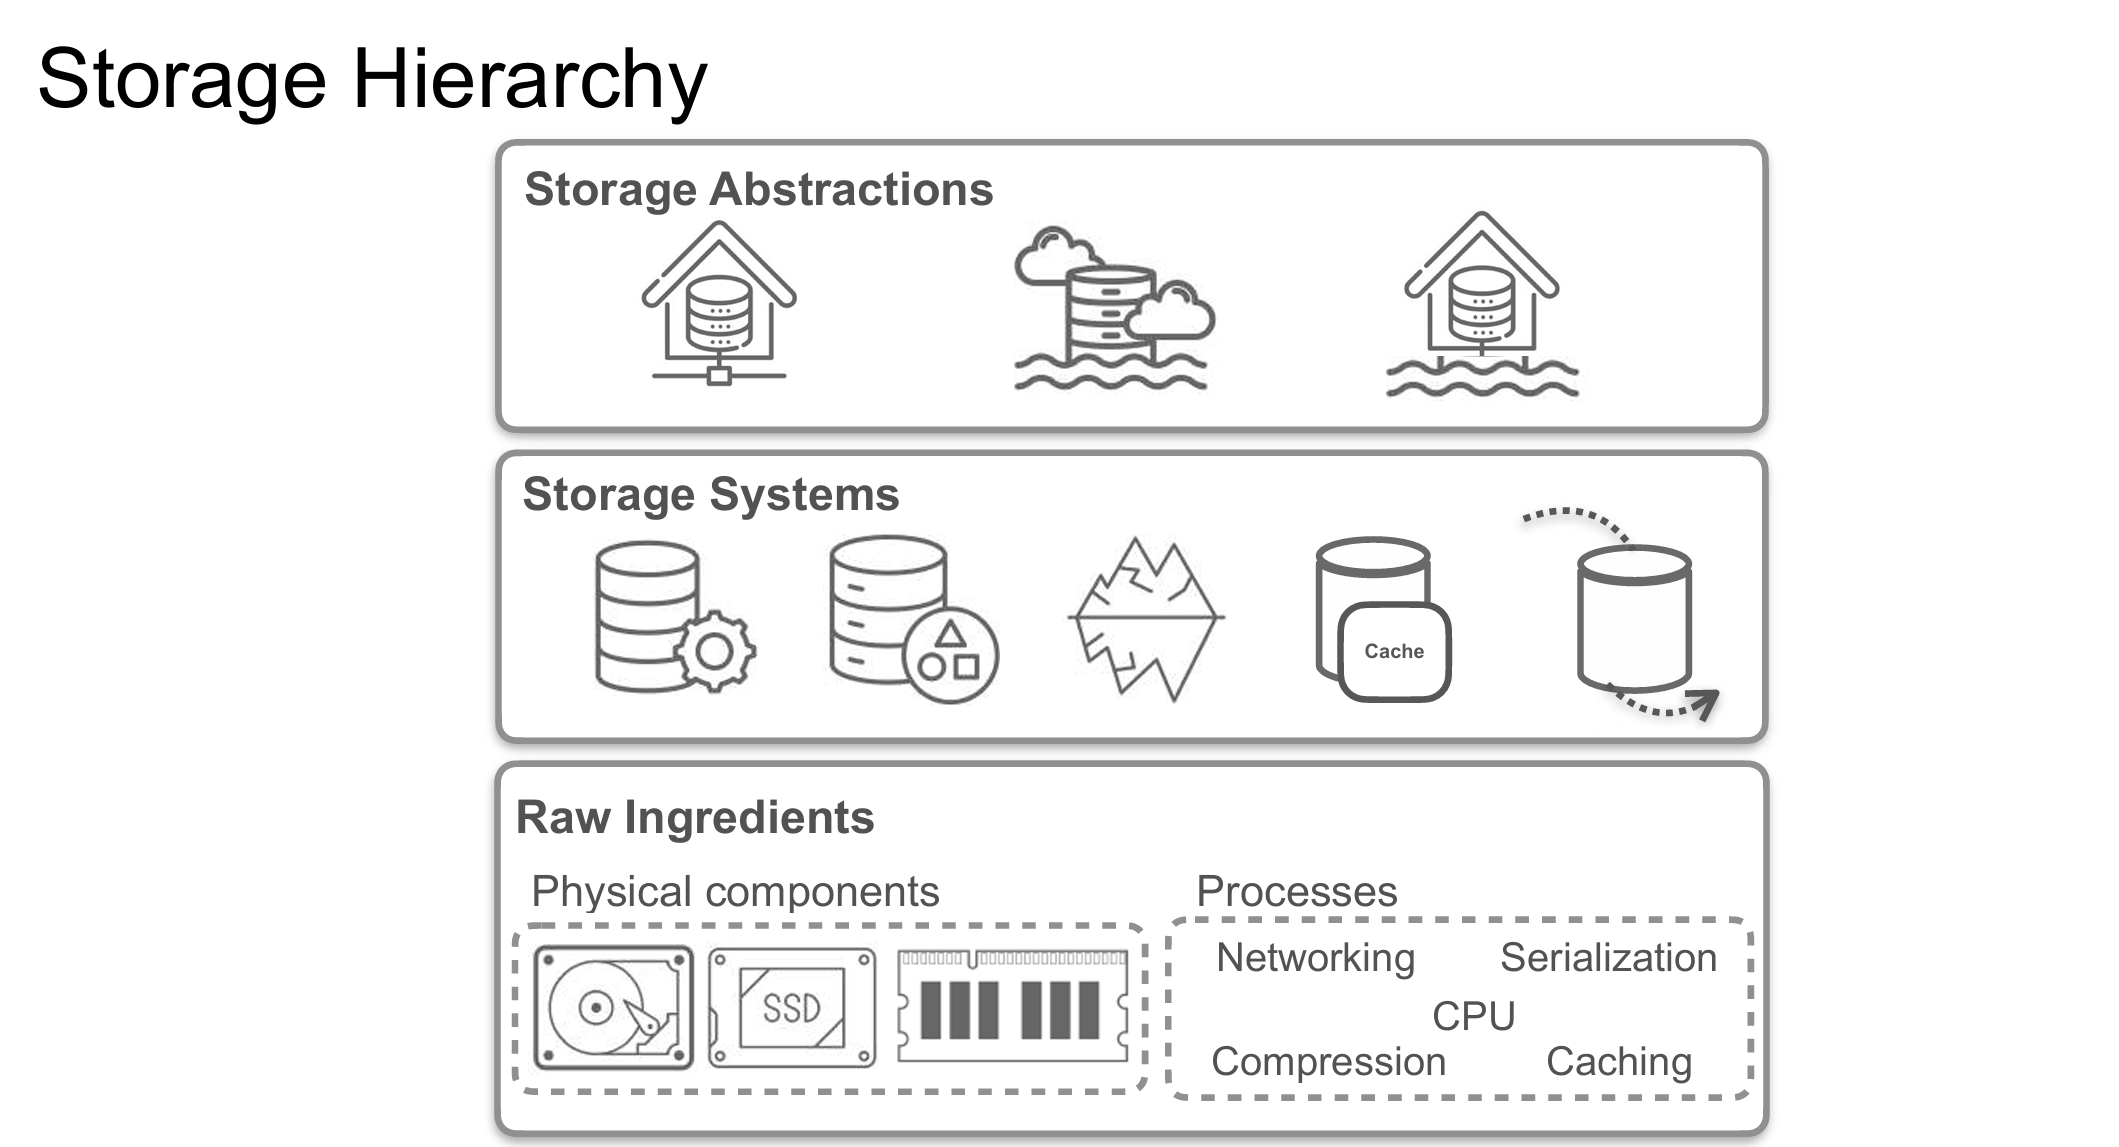 Storage Hierarchy
Storage Abstractions
Storage Systems
Cache
Raw Ingredients
Physical components
SSD
Processes
Networking Serialization
CPU
Compression Caching